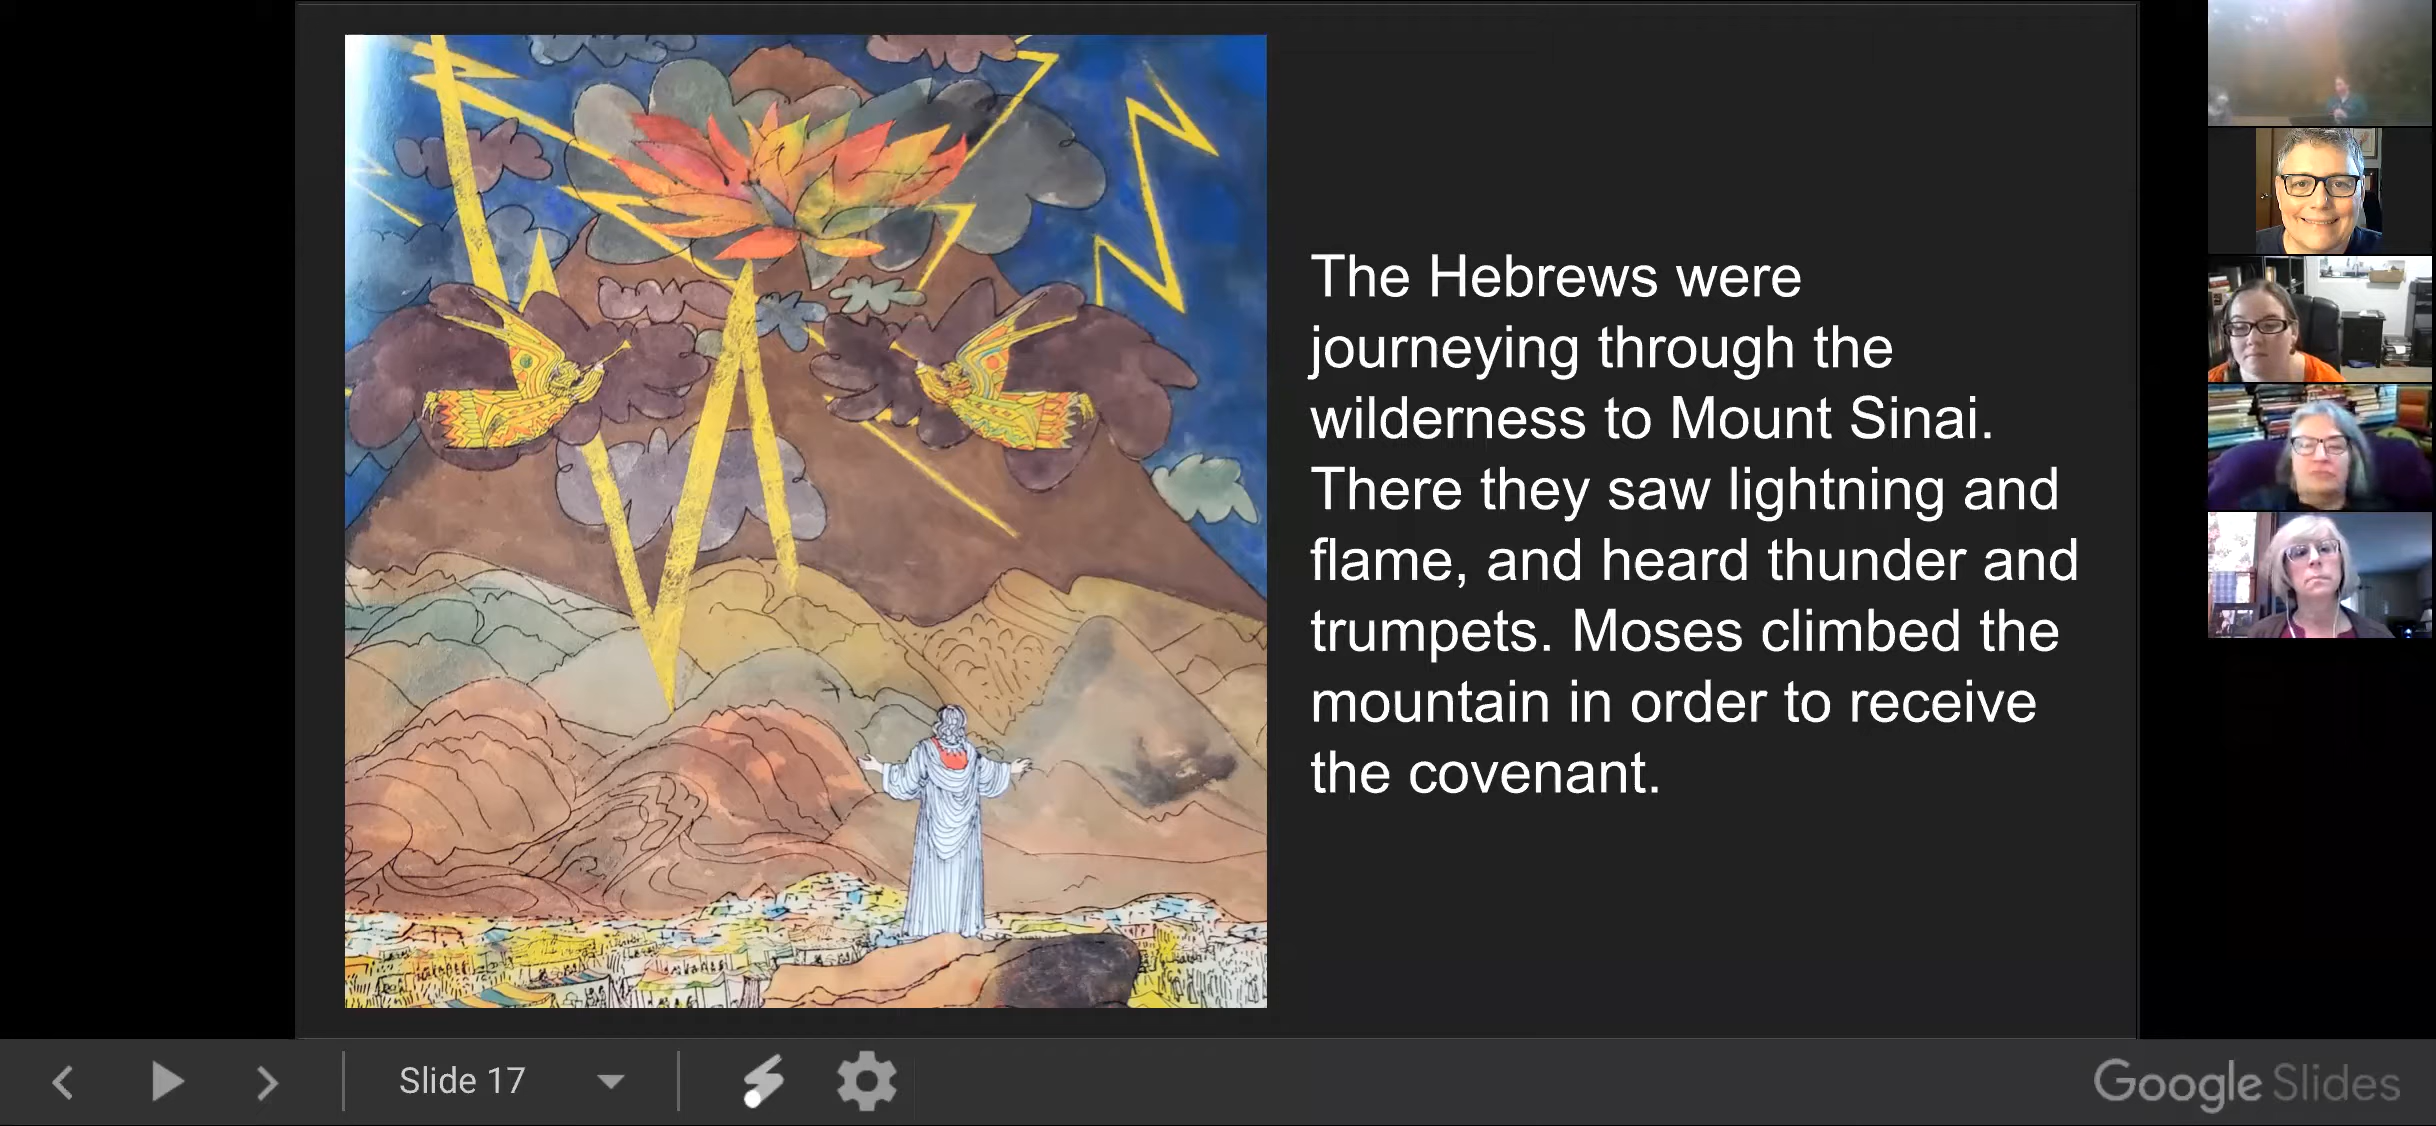 The Hebrews were
journeying through the
wilderness to Mount Sinai.
There they saw lightning and
flame, and heard thunder and
trumpets. Moses climbed the
mountain in order to receive
the covenant.
Slide 17
Google Slides